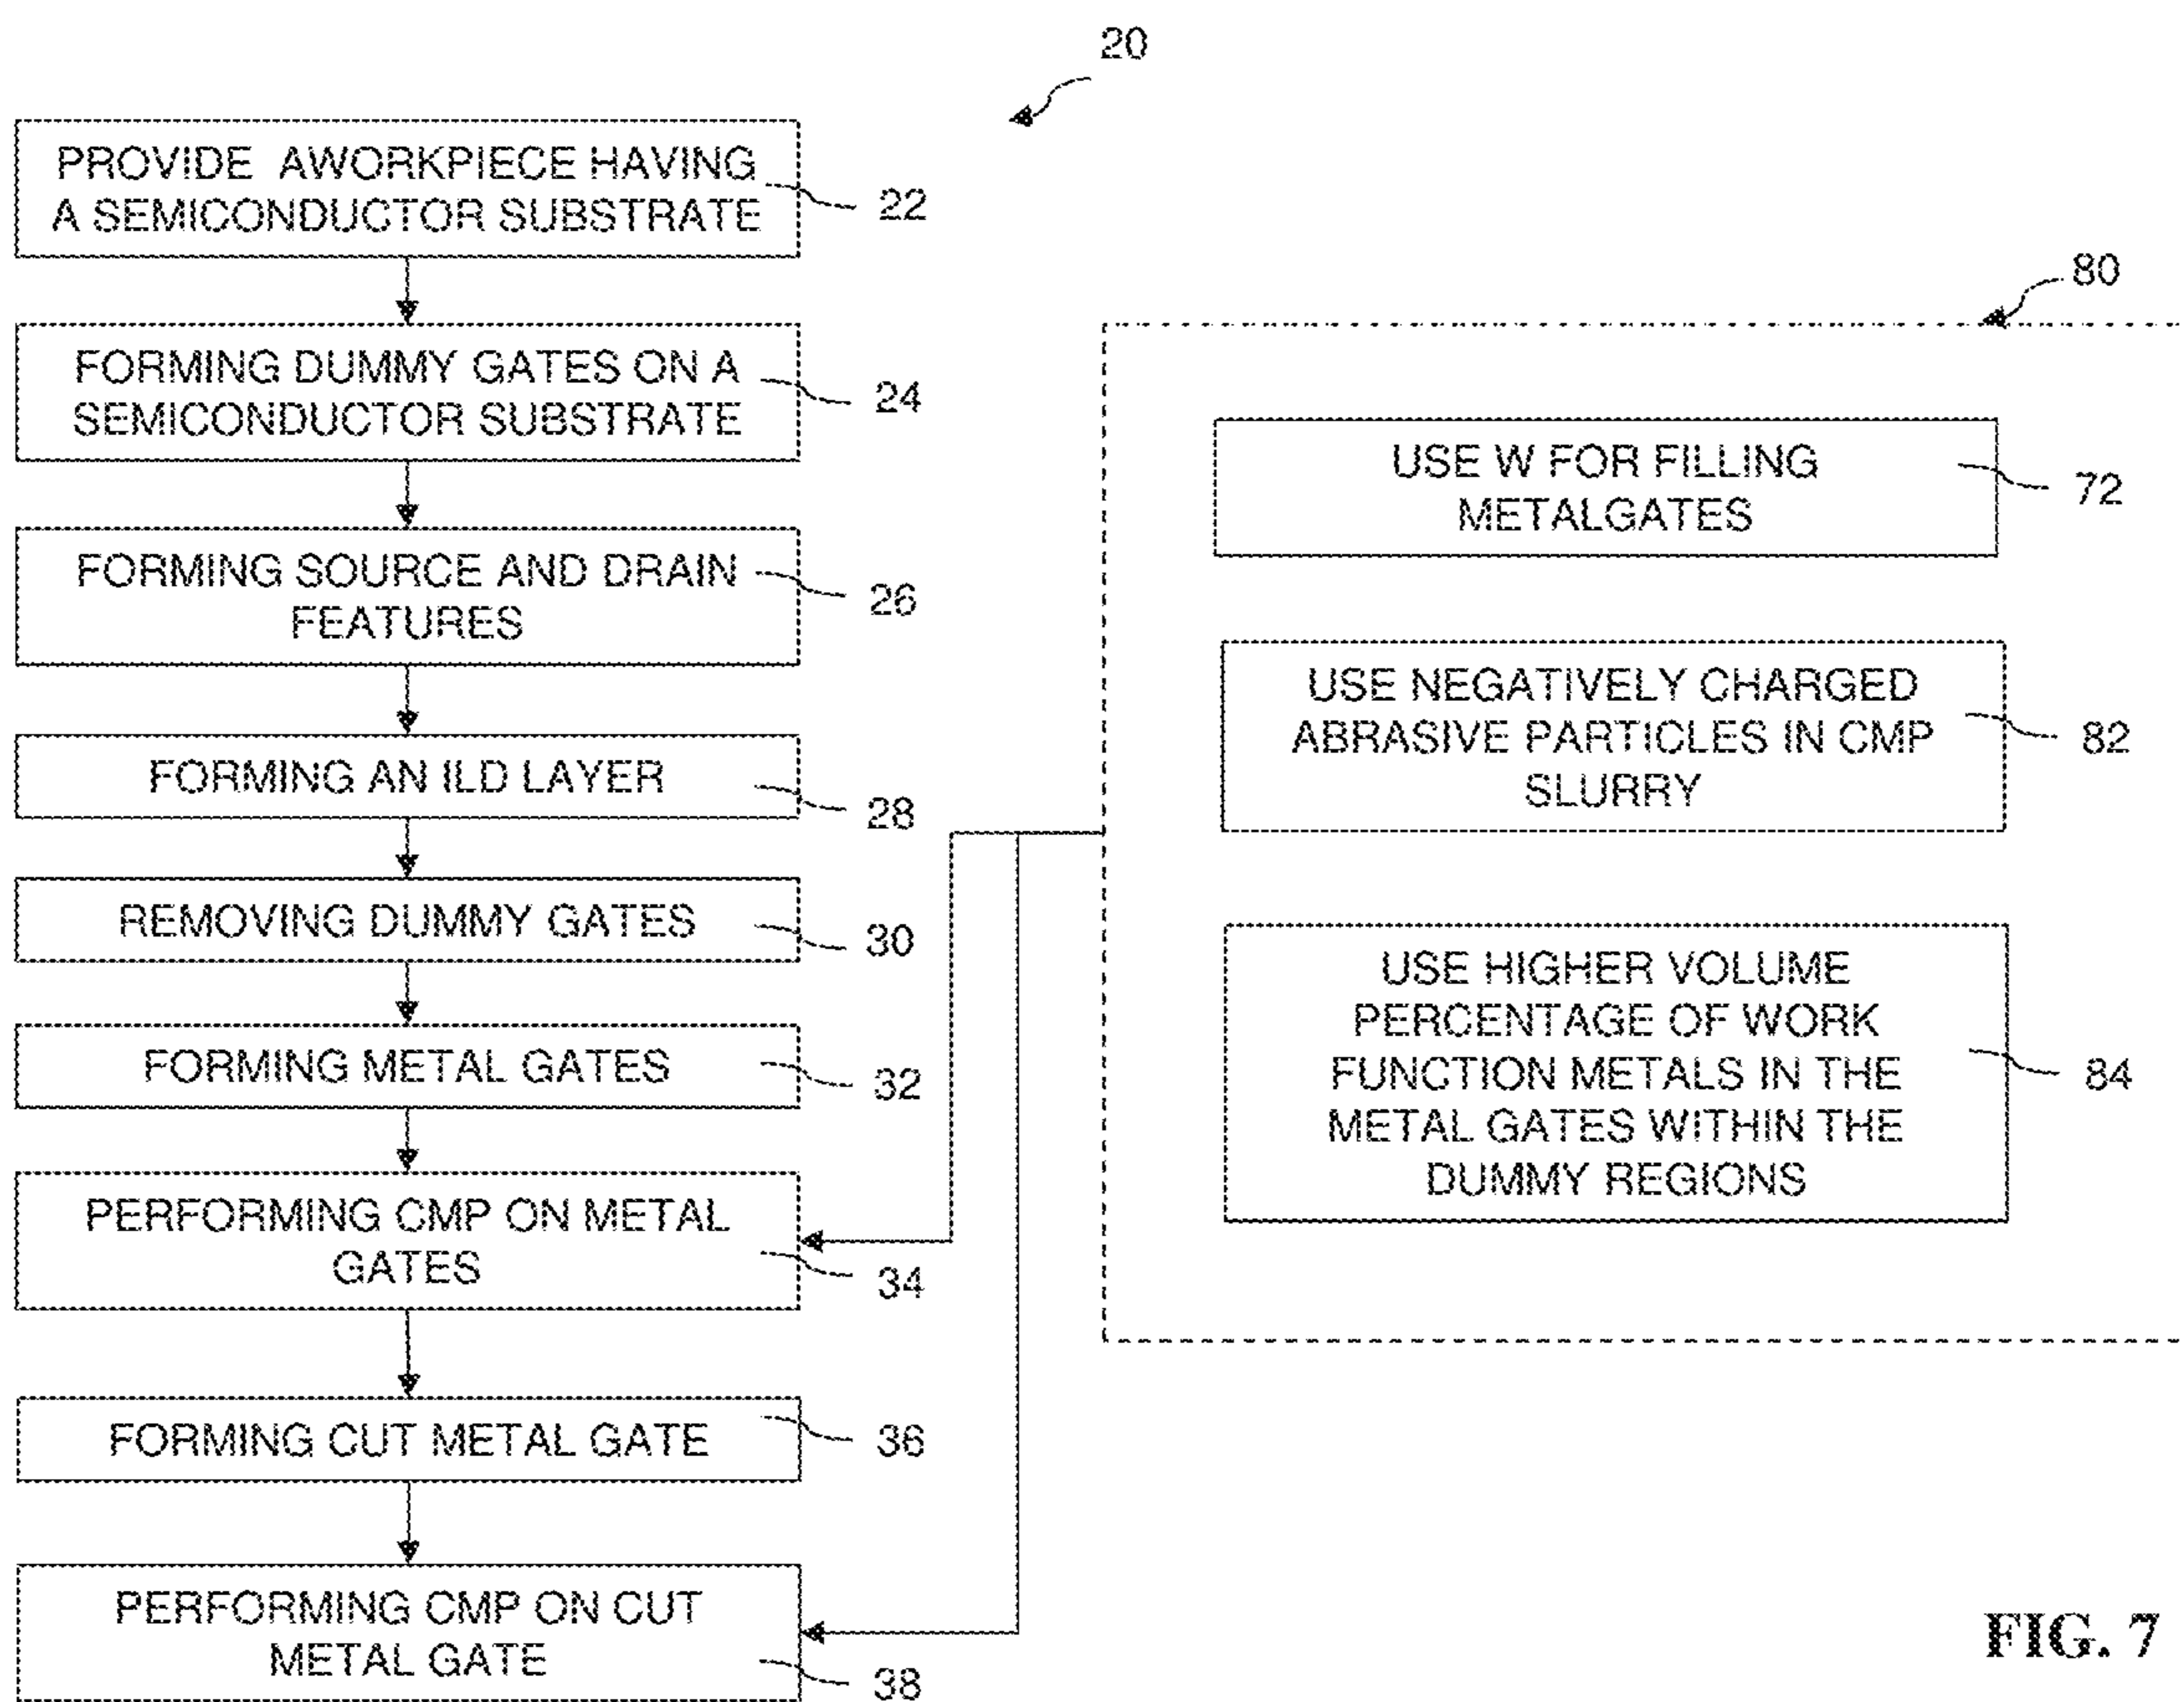 20
PROVIDE AWORKPIECE HAVING
A SEMICONDUCTOR SUBSTRATE
22
FORMING DUMMY GATES ON A
SEMICONDUCTOR SUBSTRATE
24
FORMING SOURCE AND DRAIN
FEATURES
26
FORMING AN ILD LAYER
28
REMOVING DUMMY GATES
30
FORMING METAL GATES
32
PERFORMING CMP ON METAL
GATES
34
FORMING CUT METAL GATE
36
PERFORMING CMP ON CUT
METAL GATE
38
80
USE W FOR FILLING
METALGATES
72
USE NEGATIVELY CHARGED
ABRASIVE PARTICLES IN CMP
SLURRY
82
USE HIGHER VOLUME
PERCENTAGE OF WORK
FUNCTION METALS IN THE
METAL GATES WITHIN THE
DUMMY REGIONS
84
FIG. 7